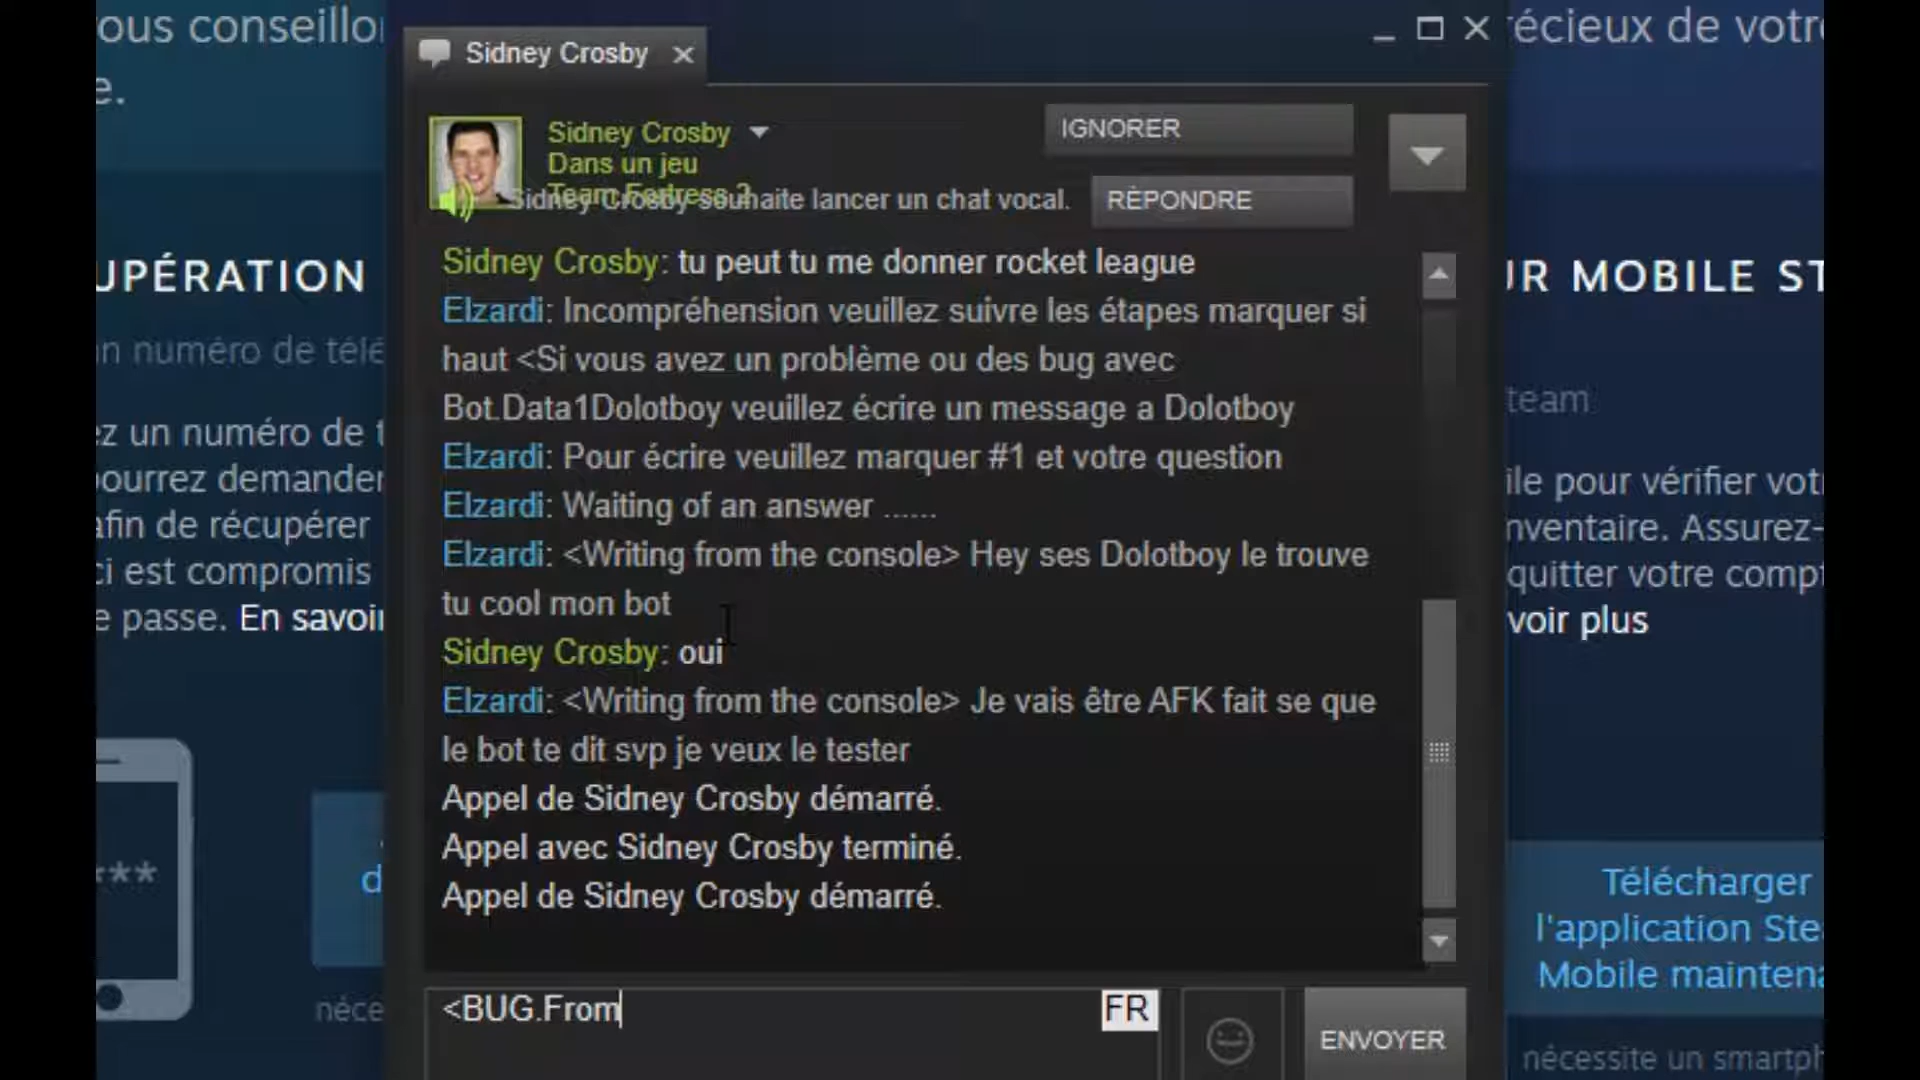 ous conseillo
e.
écieux de votr
Sidney Crosby
Sidney Crosby
Dans un jeu
Team Fortress 2
IGNORER
Sidney Crosby souhaite lancer un chat vocal.
RÉPONDRE
Sidney Crosby: tu peut tu me donner rocket league
Elzardi: Incompréhension veuillez suivre les étapes marquer si
haut <Si vous avez un problème ou des bug avec
Bot.Data1Dolotboy veuillez écrire un message a Dolotboy
Elzardi: Pour écrire veuillez marquer #1 et votre question
Elzardi: Waiting of an answer ......
Elzardi: <Writing from the console> Hey ses Dolotboy le trouve
tu cool mon bot
Sidney Crosby: oui
Elzardi: <Writing from the console> Je vais être AFK fait se que
le bot te dit svp je veux le tester
Appel de Sidney Crosby démarré.
Appel avec Sidney Crosby terminé.
Appel de Sidney Crosby démarré.
<BUG.From
FR
ENVOYER
UPÉRATION
n numéro de télé
ez un numéro de t
pourrez demander
afin de récupérer
ci est compromis
e passe. En savoi
***
d
néce
UR MOBILE ST
team
ile pour vérifier vot
nventaire. Assurez-
quitter votre comp
voir plus
Télécharger
l'application Ste
Mobile mainten
nécessite un smartph